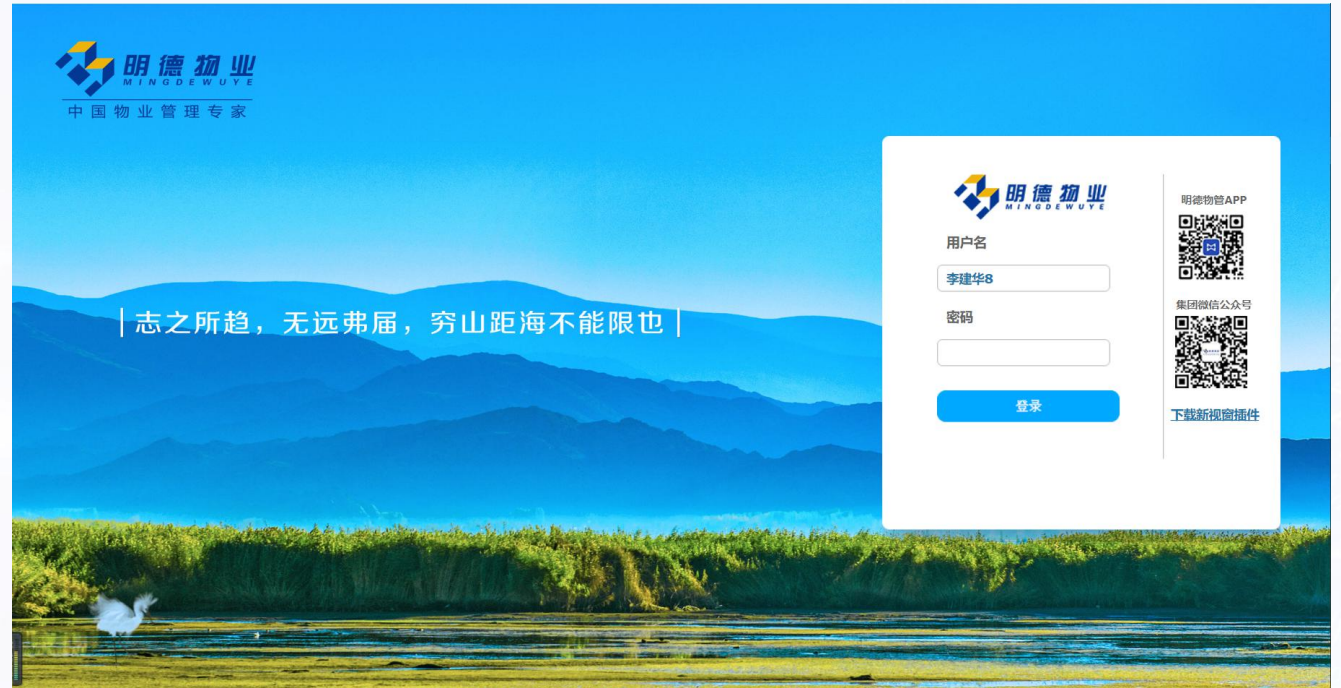 明德物业
MINGDEWUYE
中国物业管理专家
志之所趋，无远弗届，穷山距海不能限也
明德物业
MINGDEWUYE
用户名
李建华8
密码
登录
明德物管APP
集团微信公众号
下载新视窗插件